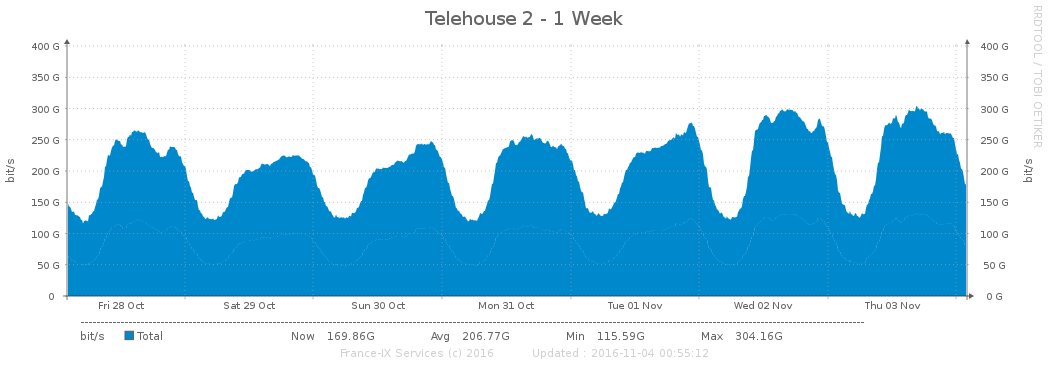 Telehouse 2 - 1 Week
RRDTOOL / TOBI OETIKER
400 G 400 G
350 G 350 G
300 G 300 G
250 G 250 G
200 G 200 G
150 G 150 G
100 G 100 G
50 G 50 G
0 0 G
bit/s
bit/s
Fri 28 Oct Sat 29 Oct Sun 30 Oct Mon 31 Oct Tue 01 Nov Wed 02 Nov Thu 03 Nov
bit/s Total Now 169.86G Avg 206.77G Min 115.59G Max 304.16G
France-IX Services (c) 2016 Updated : 2016-11-04 00:55:12